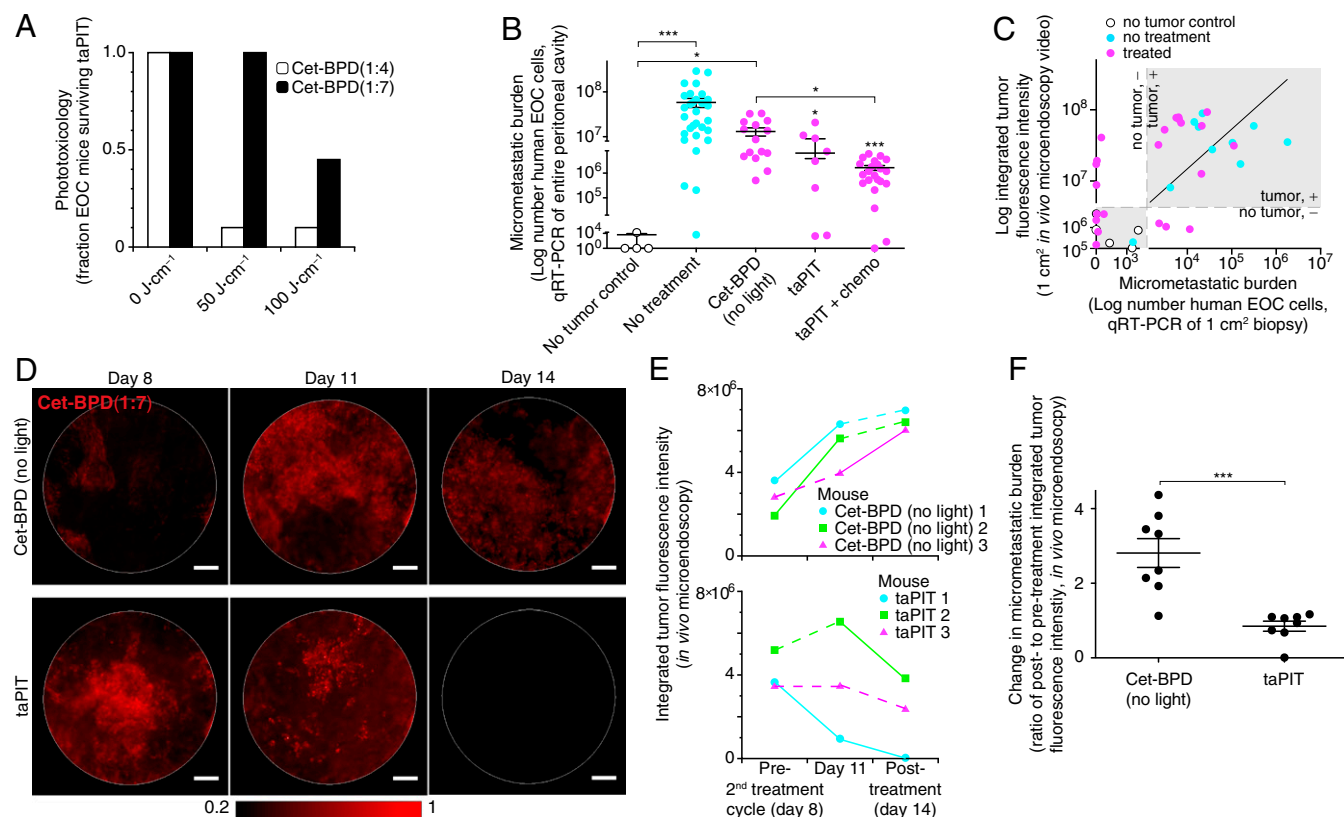 A
Phototoxicology
(fraction EOC mice surviving taPIT)
1.0
0.5
0
Cet-BPD(1:4)
Cet-BPD(1:7)
0 J·cm⁻¹
50 J·cm⁻¹
100 J·cm⁻¹
B
Micrometastatic burden
(Log number human EOC cells,
qRT-PCR of entire peritoneal cavity)
***
*
*
*
***
10⁸
10⁷
10⁶
10⁵
10⁰
No tumor control
No treatment
Cet-BPD
(no light)
taPIT
taPIT + chemo
C
no tumor control
no treatment
treated
Log integrated tumor
fluorescence intensity
(1 cm² in vivo microendoscopy video)
10⁸
10⁷
10⁶
10⁵
no tumor, −
tumor, +
tumor, +
no tumor, −
0
10³
10⁴
10⁵
10⁶
10⁷
Micrometastatic burden
(Log number human EOC cells,
qRT-PCR of 1 cm² biopsy)
D
Day 8
Day 11
Day 14
Cet-BPD(1:7)
Cet-BPD (no light)
taPIT
0.2
1
E
Integrated tumor fluorescence intensity
(in vivo microendoscopy)
8×10⁶
4
0
Mouse
Cet-BPD (no light) 1
Cet-BPD (no light) 2
Cet-BPD (no light) 3
8×10⁶
4
0
Mouse
taPIT 1
taPIT 2
taPIT 3
Pre-
2ⁿᵈ treatment
cycle (day 8)
Day 11
Post-
treatment
(day 14)
F
Change in micrometastatic burden
(ratio of post- to pre-treatment integrated tumor
fluorescence intensity, in vivo microendoscopy)
***
4
2
0
Cet-BPD
(no light)
taPIT